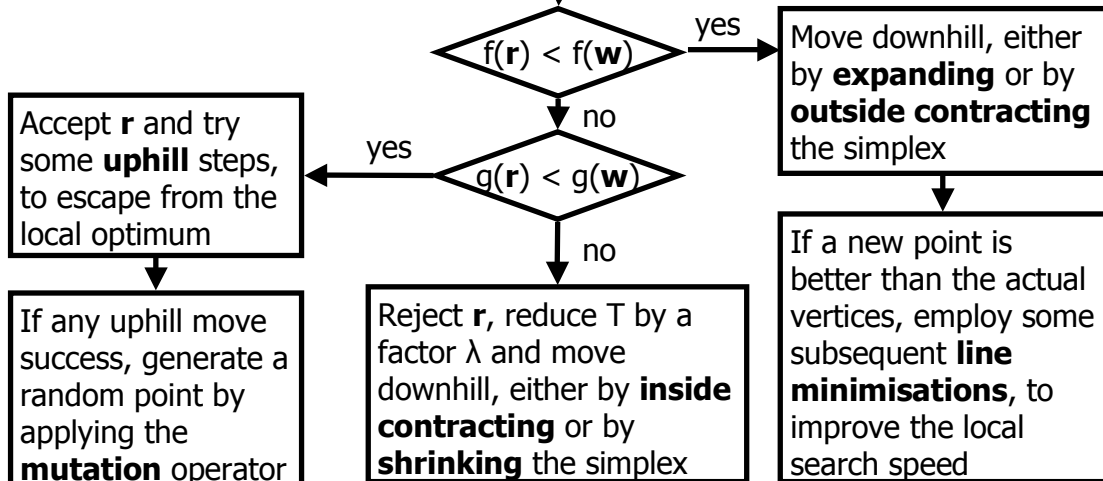 f(r) < f(w)
yes
Move downhill, either
by expanding or by
outside contracting
the simplex
no
Accept r and try
some uphill steps,
to escape from the
local optimum
yes
g(r) < g(w)
no
If a new point is
better than the actual
vertices, employ some
subsequent line
minimisations, to
improve the local
search speed
If any uphill move
success, generate a
random point by
applying the
mutation operator
Reject r, reduce T by a
factor λ and move
downhill, either by inside
contracting or by
shrinking the simplex